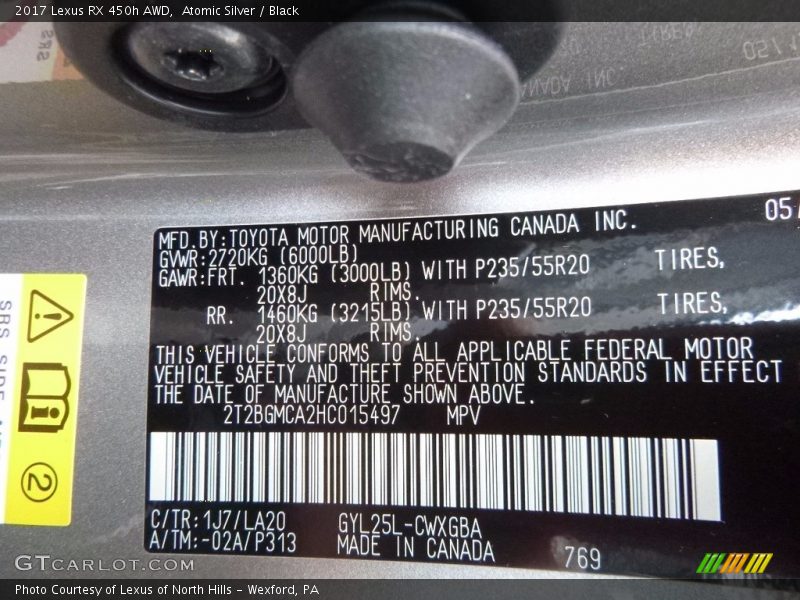 2017 Lexus RX 450h AWD,  Atomic Silver / Black
05/
MFD.BY:TOYOTA MOTOR MANUFACTURING CANADA INC.
GVWR:2720KG (6000LB)
GAWR:FRT. 1360KG (3000LB) WITH P235/55R20 TIRES,
20X8J RIMS.
RR. 1460KG (3215LB) WITH P235/55R20 TIRES,
20X8J RIMS.
THIS VEHICLE CONFORMS TO ALL APPLICABLE FEDERAL MOTOR
VEHICLE SAFETY AND THEFT PREVENTION STANDARDS IN EFFECT
THE DATE OF MANUFACTURE SHOWN ABOVE.
2T2BGMCA2HC015497 MPV
C/TR:1J7/LA20 GYL25L-CWXGBA
A/TM:-02A/P313 MADE IN CANADA
769
2
SRS SIDE
GTCARLOT.COM
Photo Courtesy of Lexus of North Hills - Wexford, PA